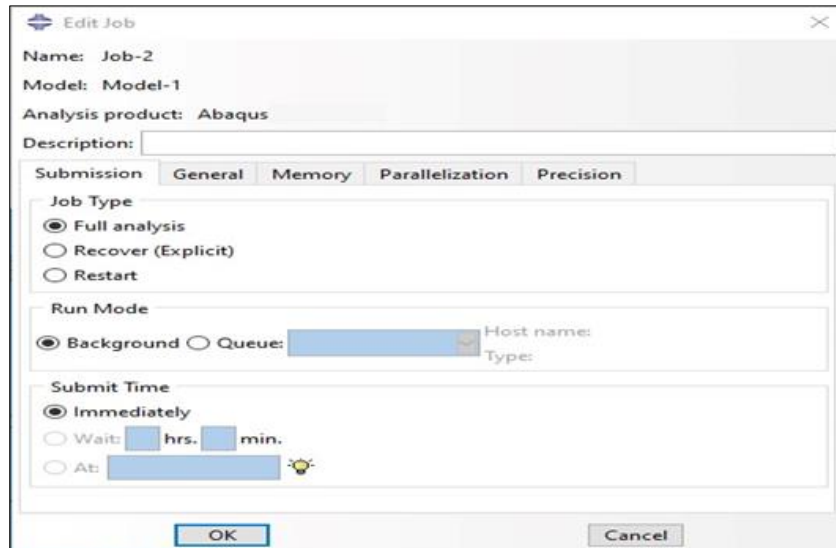 Edit Job
Name: Job-2
Model: Model-1
Analysis product: Abaqus
Description:
Submission General Memory Parallelization Precision
Job Type
Full analysis
Recover (Explicit)
Restart
Run Mode
Background Queue: Host name:
Type:
Submit Time
Immediately
Wait: hrs. min.
At:
OK Cancel